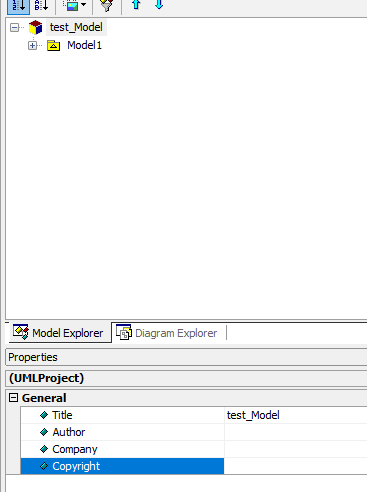 test_Model
Model1
Model Explorer Diagram Explorer
Properties
(UMLProject)
General
Title test_Model
Author
Company
Copyright